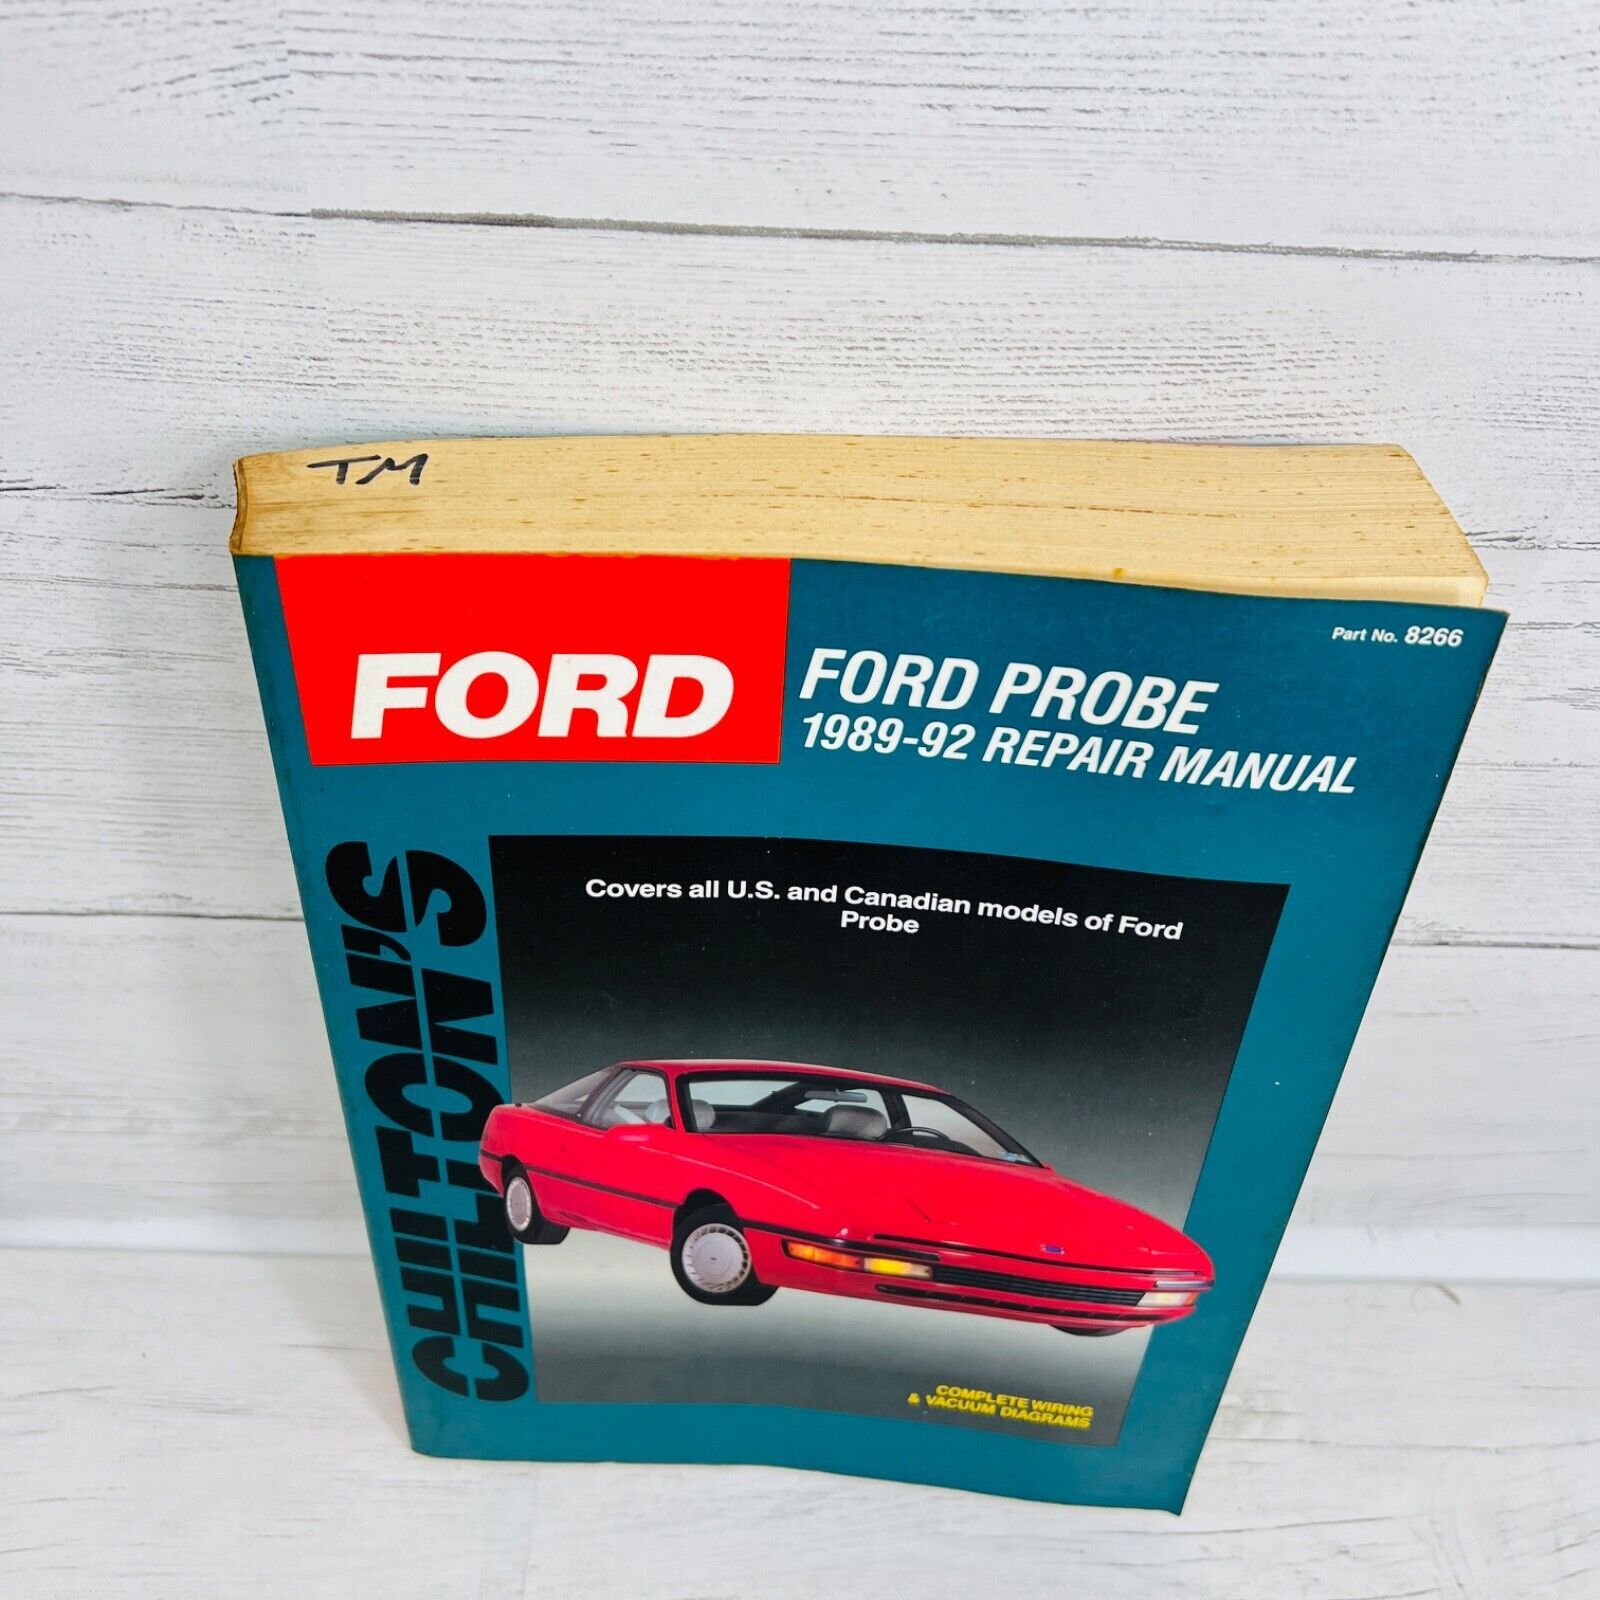 TM
Part No. 8266
FORD
FORD PROBE
1989-92 REPAIR MANUAL
CHILTON'S
Covers all U.S. and Canadian models of Ford
Probe
COMPLETE WIRING
& VACUUM DIAGRAMS